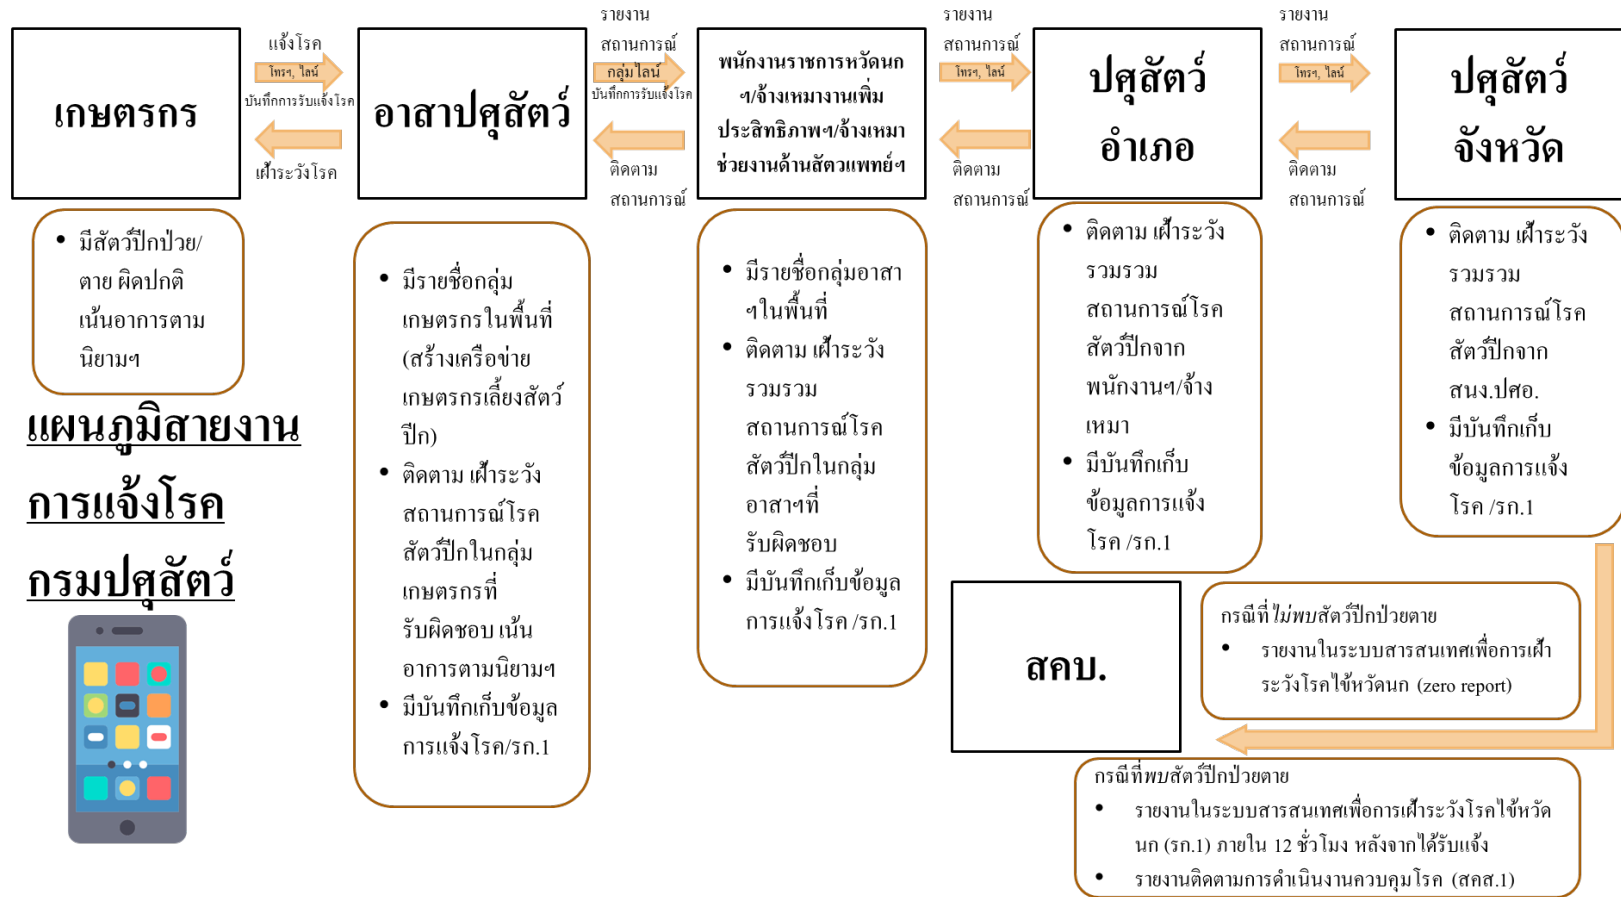 เกษตรกร
แจ้งโรค
โทรฯ, ไลน์
บันทึกการรับแจ้งโรค
เฝ้าระวังโรค
อาสาปศุสัตว์
รายงาน
สถานการณ์
กลุ่มไลน์
บันทึกการรับแจ้งโรค
ติดตาม
สถานการณ์
พนักงานราชการหวัดนก
ฯ/จ้างเหมางานเพิ่ม
ประสิทธิภาพฯ/จ้างเหมา
ช่วยงานด้านสัตวแพทย์ฯ
รายงาน
สถานการณ์
โทรฯ, ไลน์
ติดตาม
สถานการณ์
ปศุสัตว์
อำเภอ
รายงาน
สถานการณ์
โทรฯ, ไลน์
ติดตาม
สถานการณ์
ปศุสัตว์
จังหวัด
• มีสัตว์ปีกป่วย/
ตาย ผิดปกติ
เน้นอาการตาม
นิยามฯ
• มีรายชื่อกลุ่ม
เกษตรกรในพื้นที่
(สร้างเครือข่าย
เกษตรกรเลี้ยงสัตว์
ปีก)
• ติดตาม เฝ้าระวัง
สถานการณ์โรค
สัตว์ปีกในกลุ่ม
เกษตรกรที่
รับผิดชอบ เน้น
อาการตามนิยามฯ
• มีบันทึกเก็บข้อมูล
การแจ้งโรค/รก.1
• มีรายชื่อกลุ่มอาสา
ฯในพื้นที่
• ติดตาม เฝ้าระวัง
รวมรวม
สถานการณ์โรค
สัตว์ปีกในกลุ่ม
อาสาฯที่
รับผิดชอบ
• มีบันทึกเก็บข้อมูล
การแจ้งโรค /รก.1
• ติดตาม เฝ้าระวัง
รวมรวม
สถานการณ์โรค
สัตว์ปีกจาก
พนักงานฯ/จ้าง
เหมา
• มีบันทึกเก็บ
ข้อมูลการแจ้ง
โรค /รก.1
• ติดตาม เฝ้าระวัง
รวมรวม
สถานการณ์โรค
สัตว์ปีกจาก
สนง.ปศอ.
• มีบันทึกเก็บ
ข้อมูลการแจ้ง
โรค /รก.1
แผนภูมิสายงาน
การแจ้งโรค
กรมปศุสัตว์
สคบ.
กรณีที่ไม่พบสัตว์ปีกป่วยตาย
• รายงานในระบบสารสนเทศเพื่อการเฝ้า
ระวังโรคไข้หวัดนก (zero report)
กรณีที่พบสัตว์ปีกป่วยตาย
• รายงานในระบบสารสนเทศเพื่อการเฝ้าระวังโรคไข้หวัด
นก (รก.1) ภายใน 12 ชั่วโมง หลังจากได้รับแจ้ง
• รายงานติดตามการดำเนินงานควบคุมโรค (สคส.1)